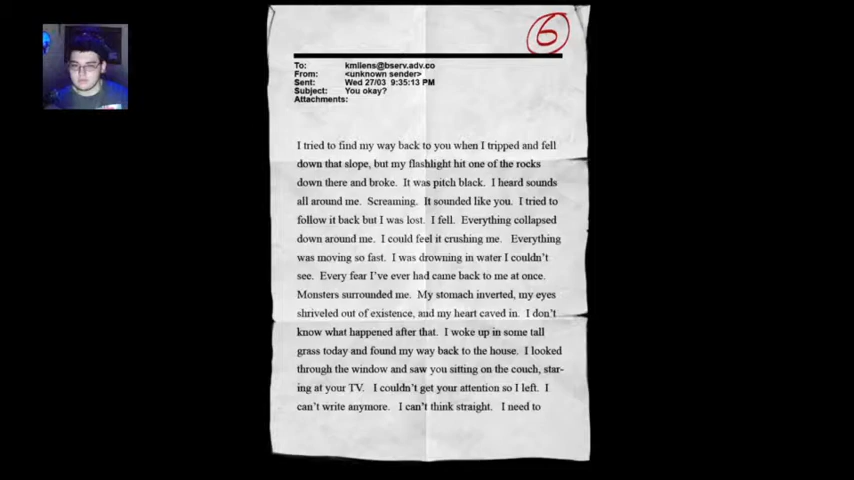 6
To: kmilens@bserv.adv.co
From: <unknown sender>
Sent: Wed 27/03 9:35:13 PM
Subject: You okay?
Attachments:
I tried to find my way back to you when I tripped and fell
down that slope, but my flashlight hit one of the rocks
down there and broke. It was pitch black. I heard sounds
all around me. Screaming. It sounded like you. I tried to
follow it back but I was lost. I fell. Everything collapsed
down around me. I could feel it crushing me. Everything
was moving so fast. I was drowning in water I couldn't
see. Every fear I've ever had came back to me at once.
Monsters surrounded me. My stomach inverted, my eyes
shriveled out of existence, and my heart caved in. I don't
know what happened after that. I woke up in some tall
grass today and found my way back to the house. I looked
through the window and saw you sitting on the couch, star-
ing at your TV. I couldn't get your attention so I left. I
can't write anymore. I can't think straight. I need to